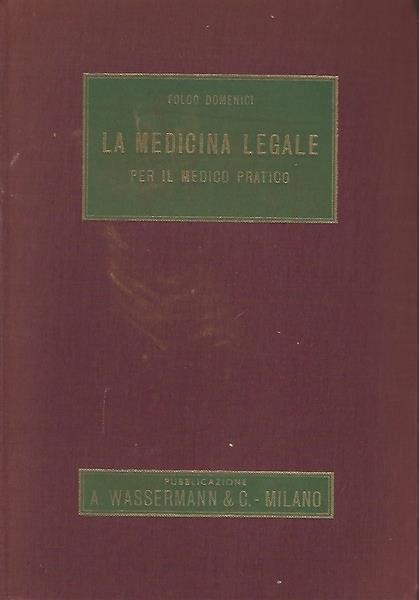 FOLCO DOMENICI
LA MEDICINA LEGALE
PER IL MEDICO PRATICO
PUBBLICAZIONE
A. WASSERMANN & C. - MILANO